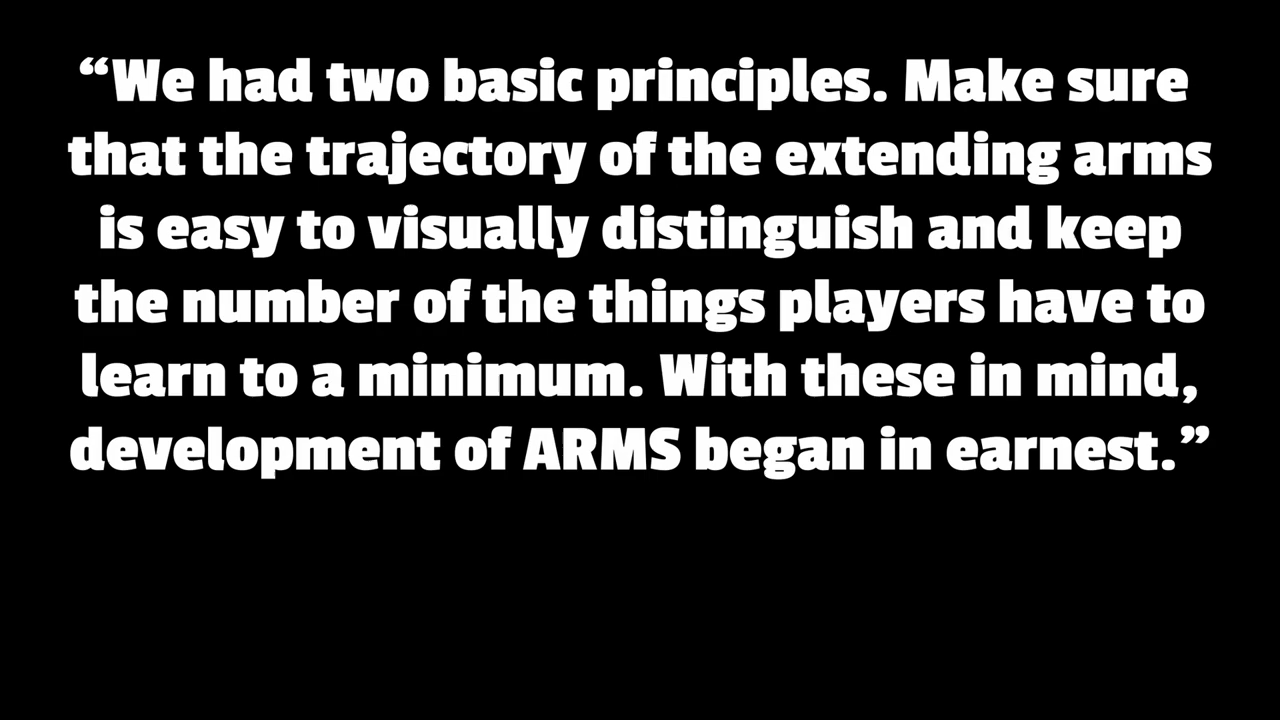 “We had two basic principles. Make sure
that the trajectory of the extending arms
is easy to visually distinguish and keep
the number of the things players have to
learn to a minimum. With these in mind,
development of ARMS began in earnest.”